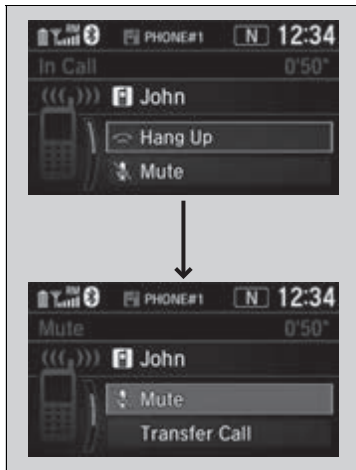 PHONE#1 N 12:34
In Call 0'50"
John
Hang Up
Mute
PHONE#1 N 12:34
Mute 0'50"
John
Mute
Transfer Call